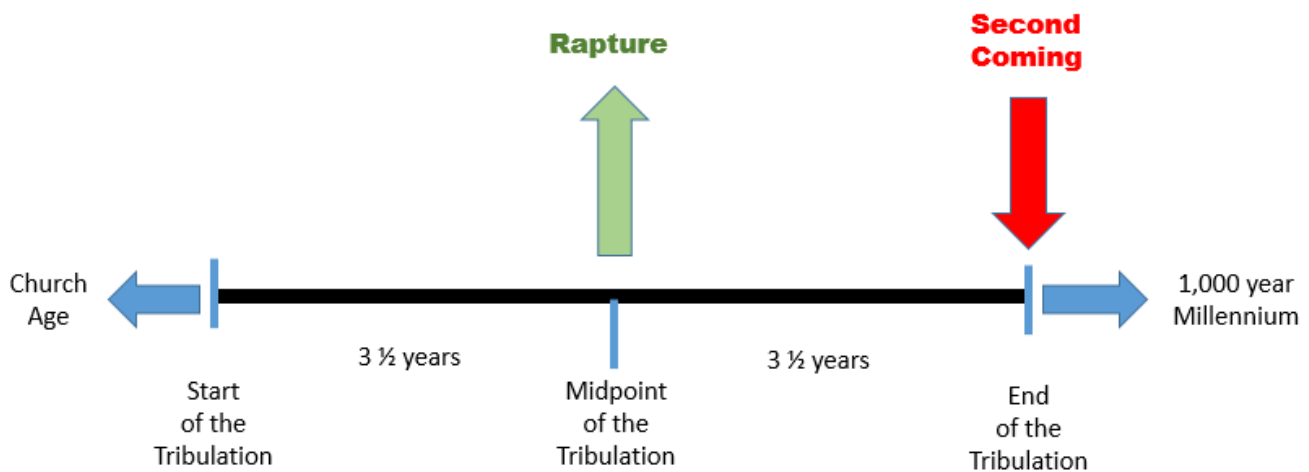 Rapture
Second
Coming
Church
Age
1,000 year
Millennium
3 ½ years
3 ½ years
Start
of the
Tribulation
Midpoint
of the
Tribulation
End
of the
Tribulation